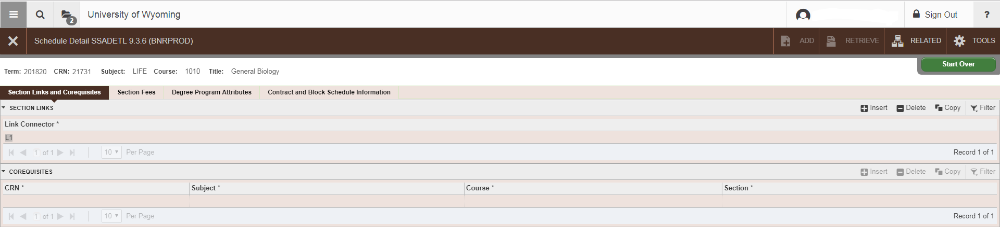 2 University of Wyoming Sign Out ?
Schedule Detail SSADETL 9.3.6 (BNRPROD) ADD RETRIEVE RELATED TOOLS
Start Over
Term: 201820 CRN: 21731 Subject: LIFE Course: 1010 Title: General Biology
Section Links and Corequisites Section Fees Degree Program Attributes Contract and Block Schedule Information
SECTION LINKS Insert Delete Copy Filter
Link Connector *
L1
1 of 1 10 Per Page Record 1 of 1
COREQUISITES Insert Delete Copy Filter
CRN * Subject * Course * Section *
1 of 1 10 Per Page Record 1 of 1